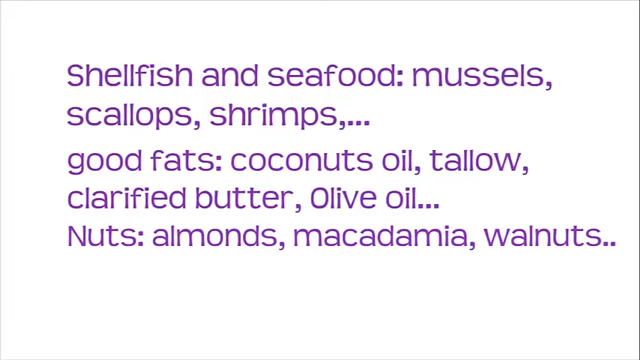 Shellfish and seafood: mussels,
scallops, shrimps,...
good fats: coconuts oil, tallow,
clarified butter, Olive oil...
Nuts: almonds, macadamia, walnuts..